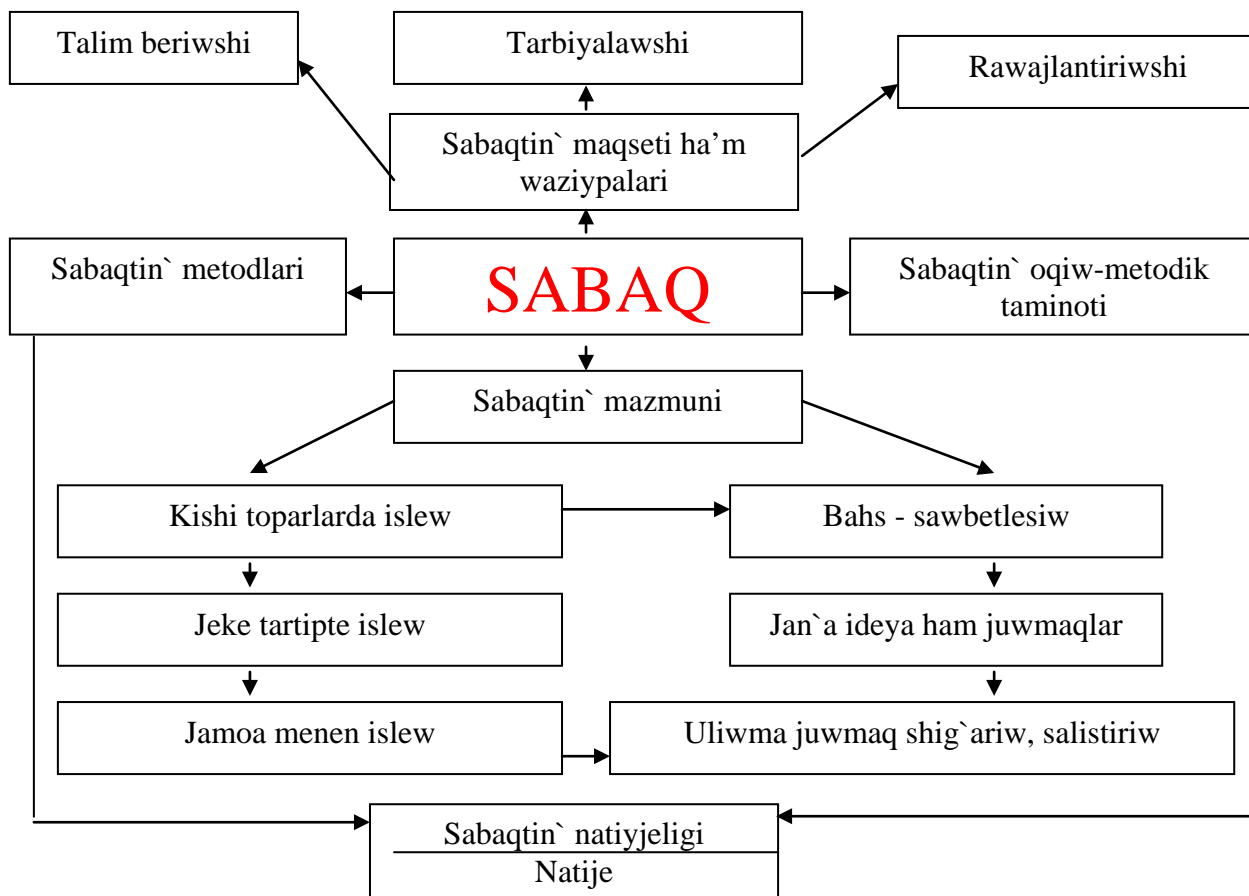 Talim beriwshi
Tarbiyalawshi
Rawajlantiriwshi
Sabaqtin` maqseti ha’m
waziypalari
Sabaqtin` metodlari
SABAQ
Sabaqtin` oqiw-metodik
taminoti
Sabaqtin` mazmuni
Kishi toparlarda islew
Bahs - sawbetlesiw
Jeke tartipte islew
Jan`a ideya ham juwmaqlar
Jamoa menen islew
Uliwma juwmaq shig`ariw, salistiriw
Sabaqtin` natiyjeligi
Natije